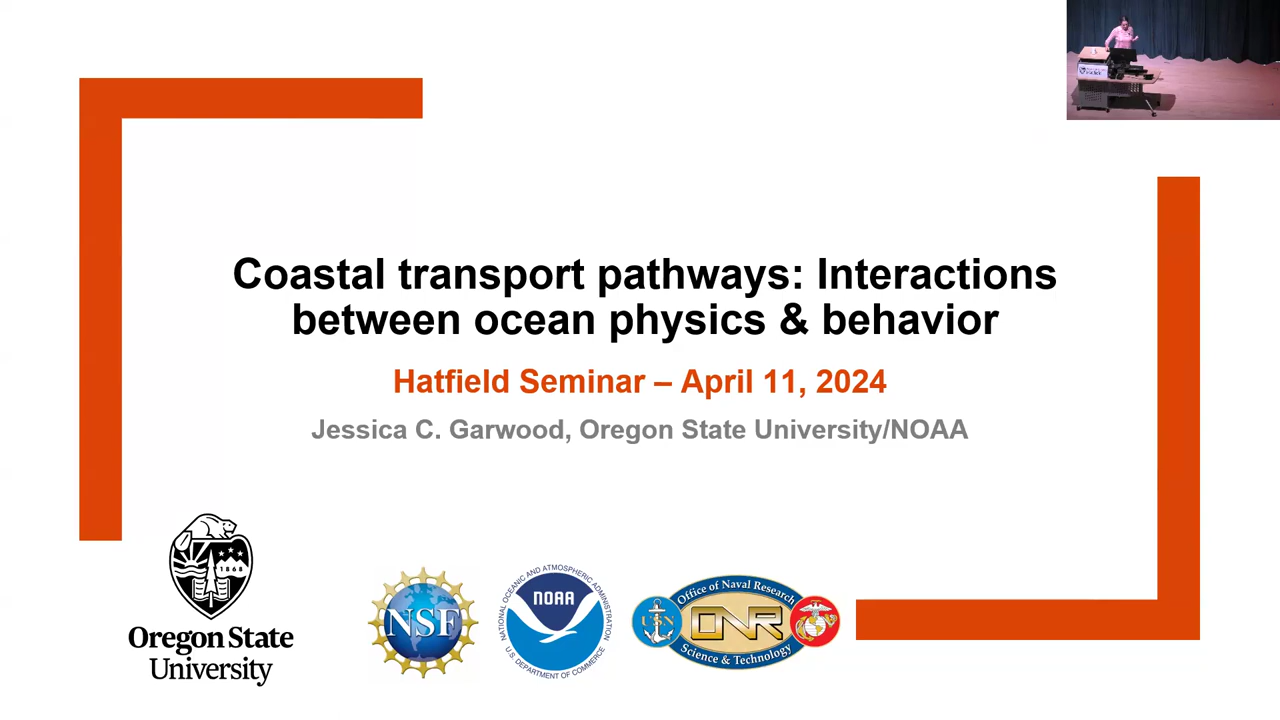 Coastal transport pathways: Interactions
between ocean physics & behavior
Hatfield Seminar – April 11, 2024
Jessica C. Garwood, Oregon State University/NOAA
1868
Oregon State
University
NSF
NATIONAL OCEANIC AND ATMOSPHERIC ADMINISTRATION
NOAA
U.S. DEPARTMENT OF COMMERCE
Office of Naval Research
USN
ONR
Science & Technology